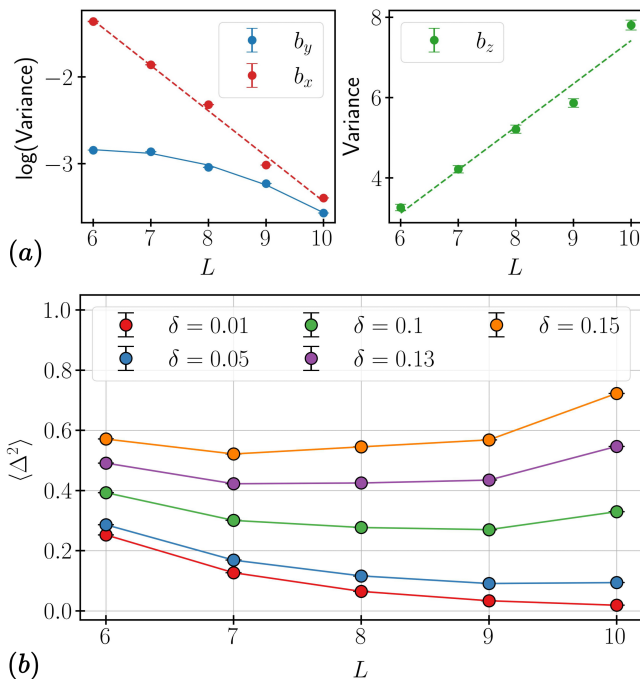 log(Variance)
−2
−3
b_y
b_x
6 7 8 9 10
L
Variance
8
6
4
b_z
6 7 8 9 10
L
(a)
⟨Δ²⟩
1.0
0.8
0.6
0.4
0.2
0.0
δ = 0.01 δ = 0.1 δ = 0.15
δ = 0.05 δ = 0.13
6 7 8 9 10
L
(b)